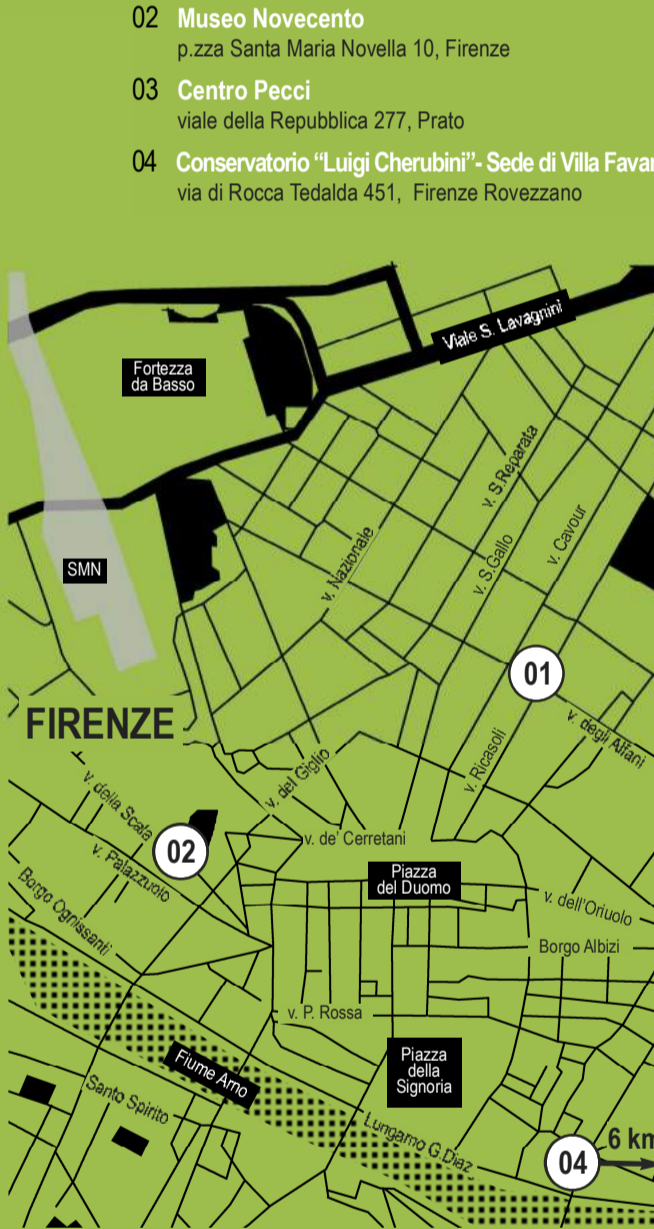 02 Museo Novecento
p.zza Santa Maria Novella 10, Firenze
03 Centro Pecci
viale della Repubblica 277, Prato
04 Conservatorio “Luigi Cherubini”- Sede di Villa Favar
via di Rocca Tedalda 451, Firenze Rovezzano
Viale S. Lavagnini
Fortezza
da Basso
v. S.Reparata
v. Cavour
v. Nazionale
v. S.Gallo
SMN
01
FIRENZE
v. degli Alfani
v. Ricasoli
v. del Giglio
v. della Scala
v. de' Cerretani
02
v. Palazzuolo
Piazza
del Duomo
Borgo Ognissanti
v. dell'Oriuolo
Borgo Albizi
v. P. Rossa
Fiume Arno
Piazza
della
Signoria
Santo Spirito
Lungarno G.Diaz
6 km
04